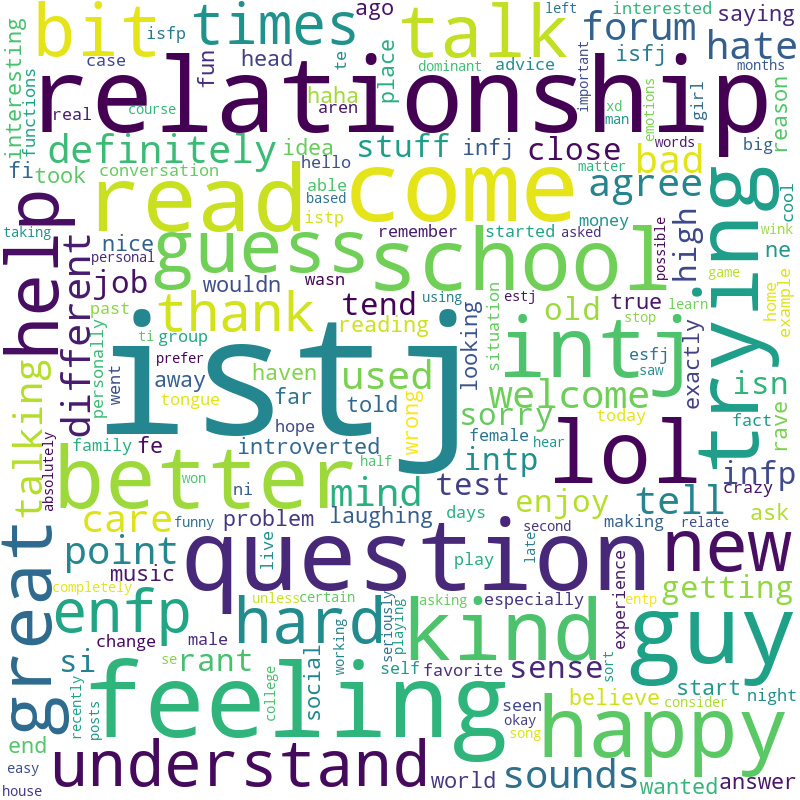 bit
isfp
times
ago
talk
left
interested
forum
saying
case
head
fun
te
dominant
advice
isfj
months
hate
relationship
interesting
functions
real
course
haha
aren
place
important
xd
man
emotions
girl
words
reason
big
definitely
idea
stuff
infj
close
bad
fi
took
conversation
hello
able
based
matter
agree
cool
read
come
istp
money
taking
personal
remember
started
asked
possible
high
trying
wink
ne
help
different
nice
guess
school
wouldn
wasn
using
estj
game
learn
home
example
job
past
thank
tend
old
true
stop
personally
ti
group
reading
looking
situation
intj
esfj
saw
exactly
went
prefer
istj
away
haven
used
welcome
isn
talking
tongue
far
told
wrong
sorry
today
fact
rave
absolutely
family
fe
hope
introverted
female
hear
lol
crazy
better
half
intp
infp
won
ni
mind
test
enjoy
tell
ask
care
funny
problem
laughing
days
second
making
relate
great
point
live
question
play
late
new
music
completely
unless
certain
asking
especially
experience
entp
getting
enfp
change
male
hard
working
seriously
playing
kind
guy
si
se
rant
social
self
favorite
sense
sort
believe
start
night
consider
feeling
college
recently
posts
seen
okay
song
happy
end
easy
house
understand
world
sounds
wanted
answer